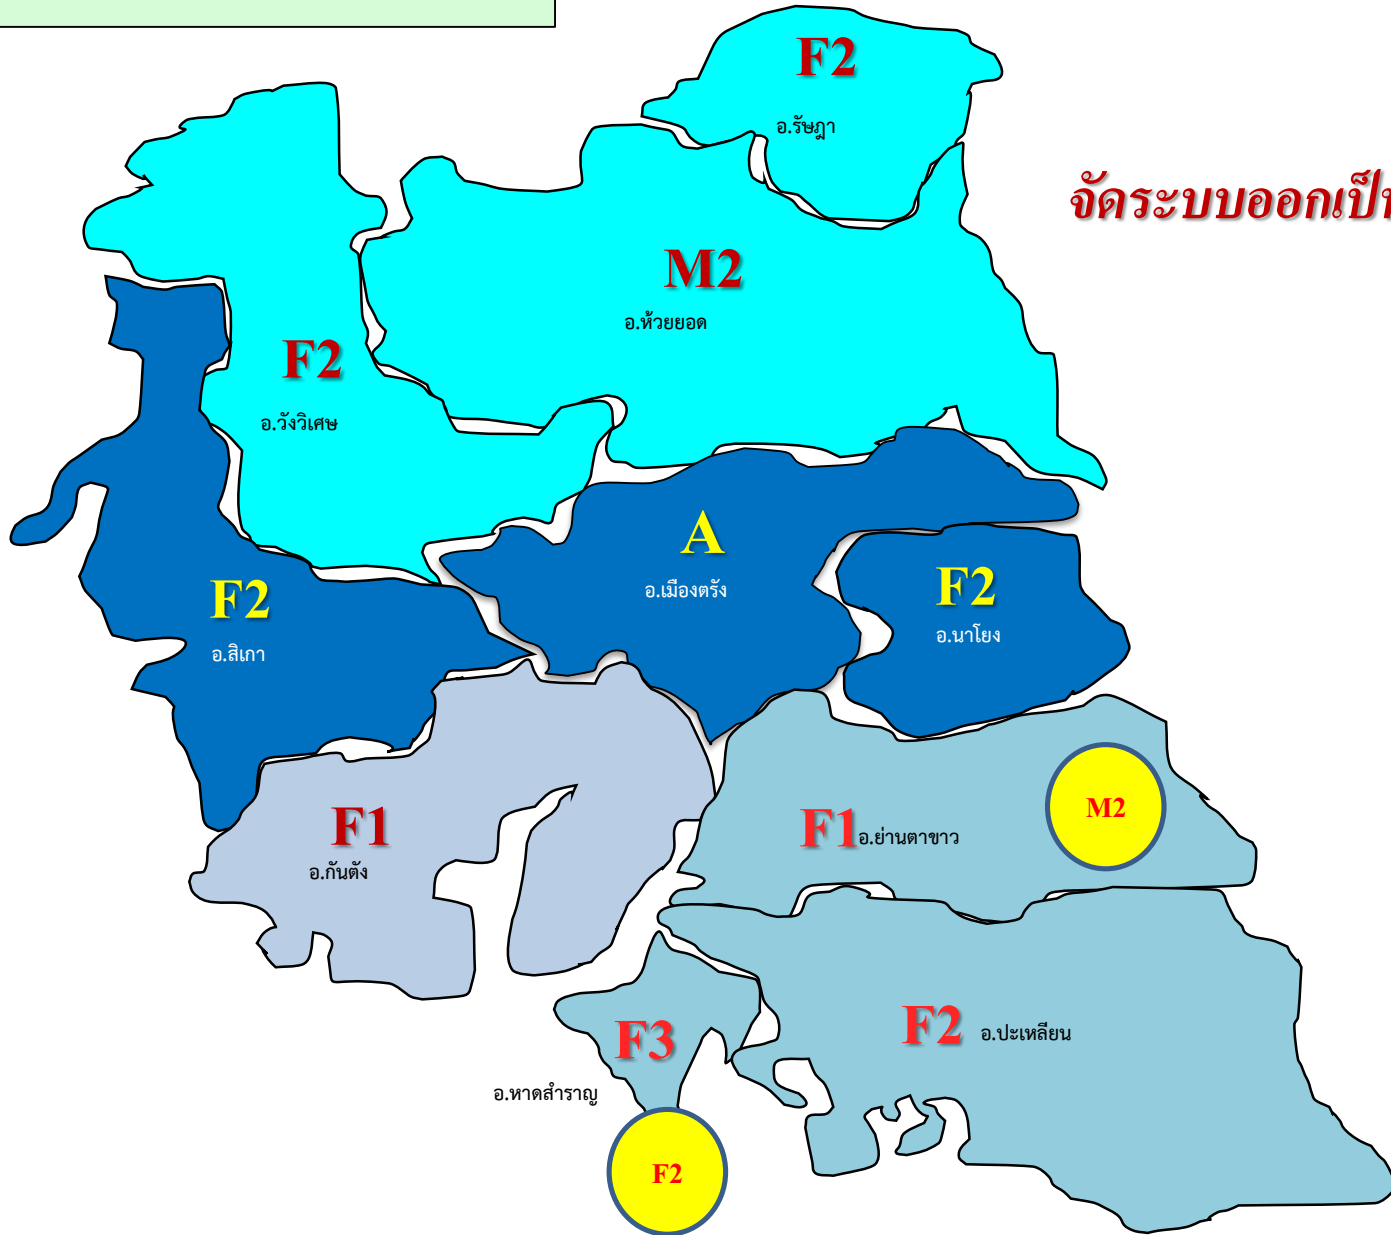 F2
อ.รัษฎา
จัดระบบออกเป็น
M2
อ.ห้วยยอด
F2
อ.วังวิเศษ
A
อ.เมืองตรัง
F2
อ.นาโยง
F2
อ.สิเกา
F1
อ.กันตัง
F1 อ.ย่านตาขาว
M2
F2 อ.ปะเหลียน
F3
อ.หาดสำราญ
F2